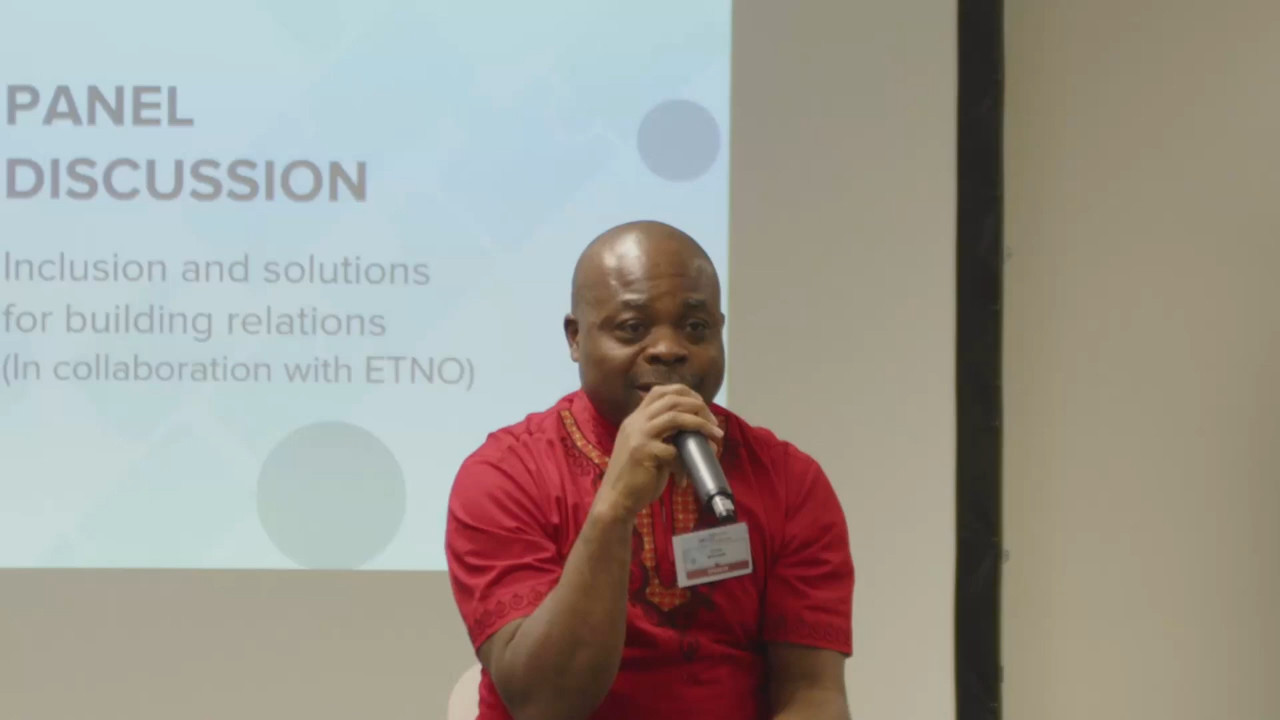 PANEL
DISCUSSION
Inclusion and solutions
for building relations
(In collaboration with ETNO)